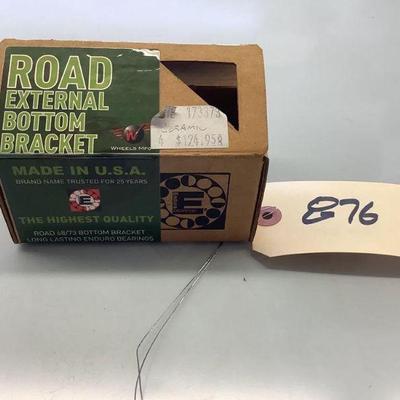 ROAD
EXTERNAL
BOTTOM
BRACKET
W
WHEELS MFG
173373
CERAMIC
$124.95
MADE IN U.S.A.
BRAND NAME TRUSTED FOR 25 YEARS
E
THE HIGHEST QUALITY
ROAD 68/73 BOTTOM BRACKET
LONG LASTING ENDURO BEARINGS
E
876